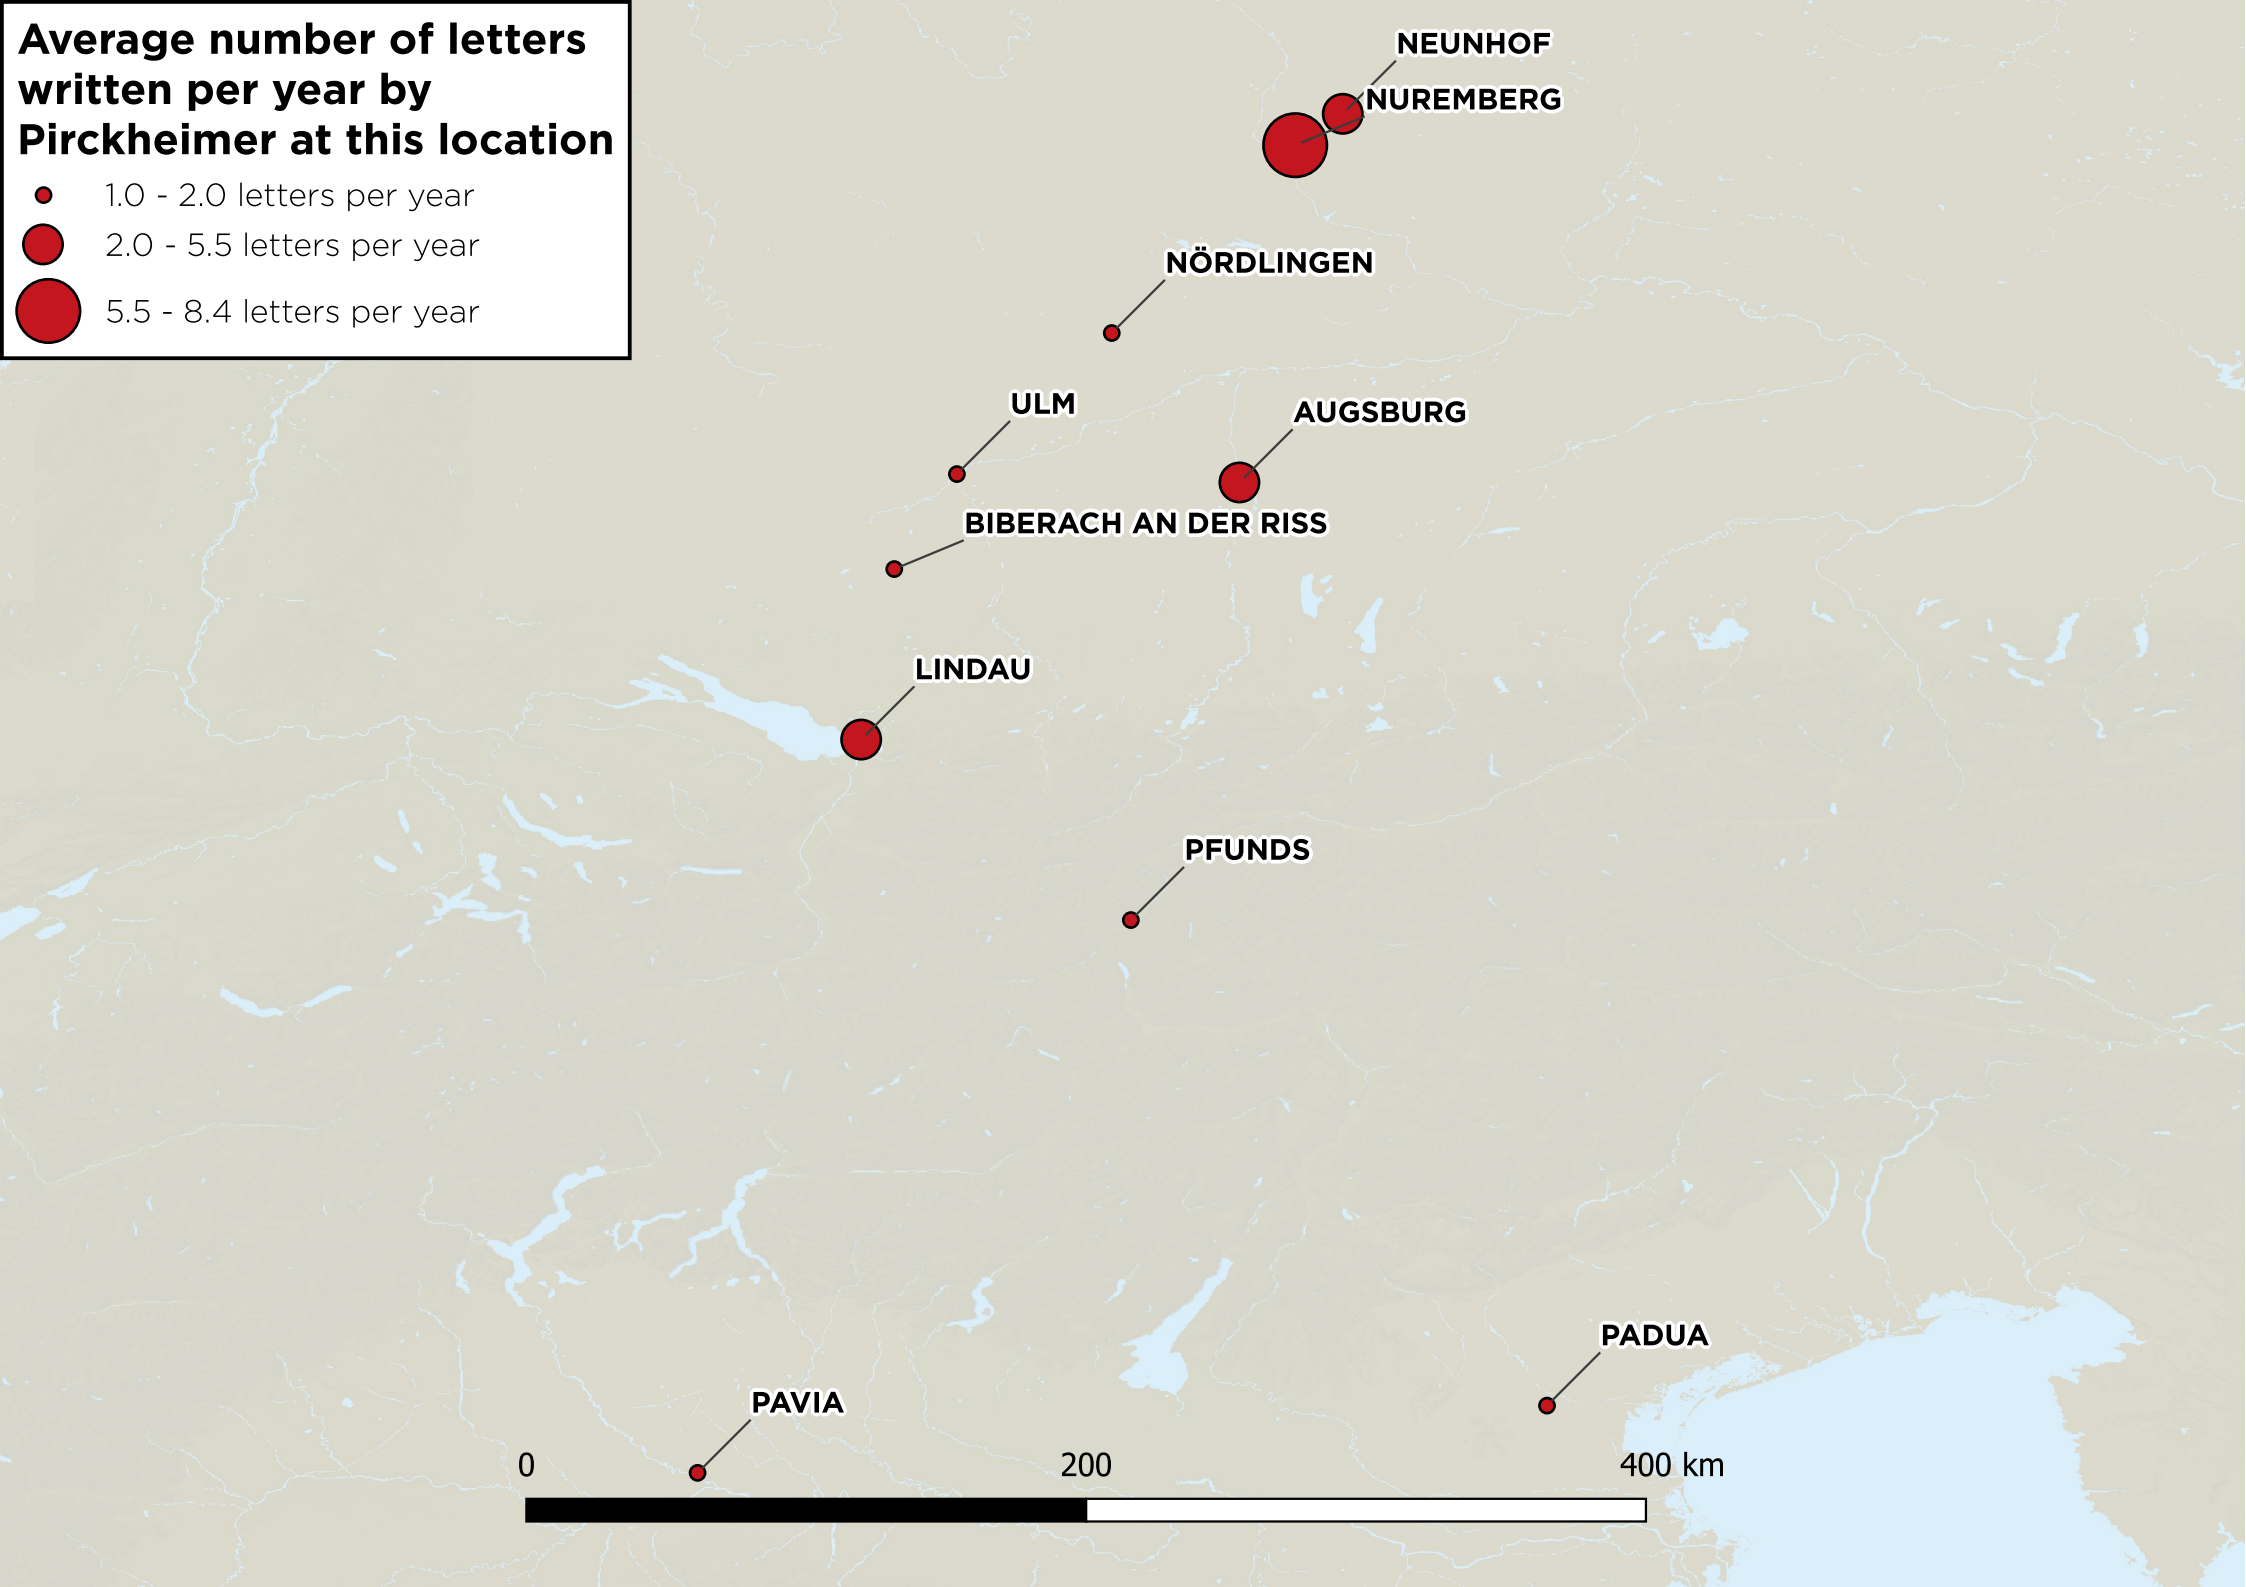 Average number of letters
written per year by
Pirckheimer at this location
1.0 - 2.0 letters per year
2.0 - 5.5 letters per year
5.5 - 8.4 letters per year
NEUNHOF
NUREMBERG
NÖRDLINGEN
ULM
AUGSBURG
BIBERACH AN DER RISS
LINDAU
PFUNDS
PADUA
PAVIA
0 200 400 km